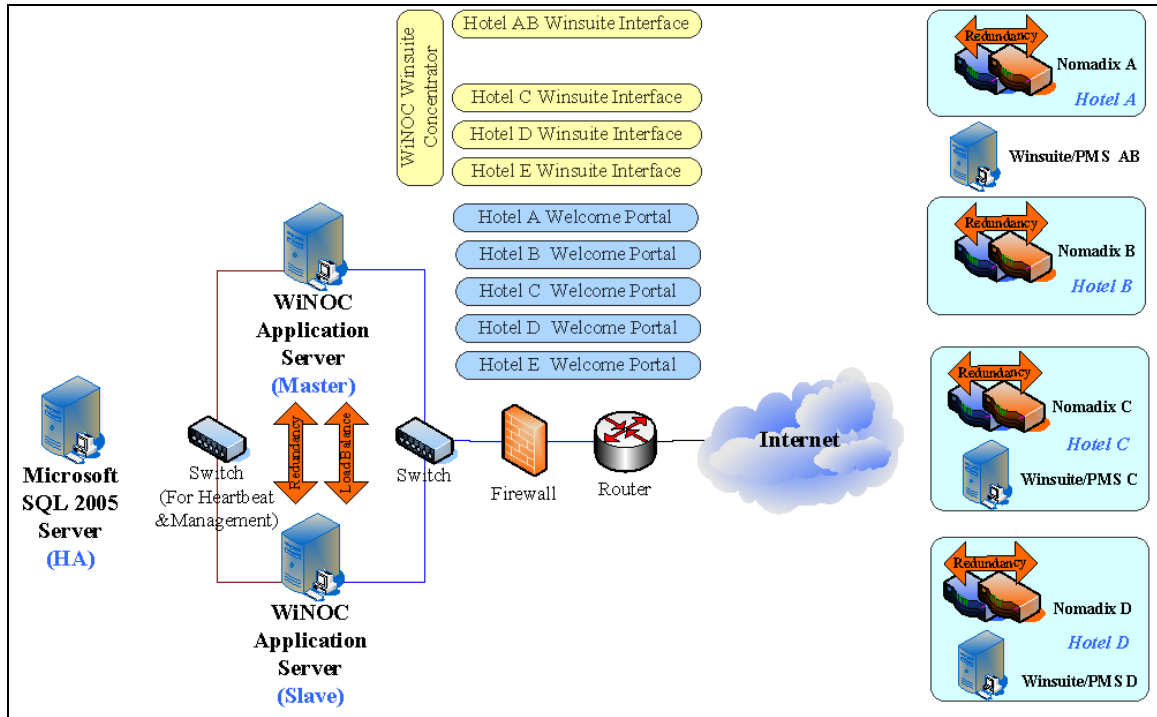 WiNOC Winsuite
Concentrator
Hotel AB Winsuite Interface
Hotel C Winsuite Interface
Hotel D Winsuite Interface
Hotel E Winsuite Interface
Hotel A Welcome Portal
Hotel B Welcome Portal
Hotel C Welcome Portal
Hotel D Welcome Portal
Hotel E Welcome Portal
WiNOC
Application
Server
(Master)
Microsoft
SQL 2005
Server
(HA)
Switch
(For Heartbeat
&Management)
Redundancy
LoadBalance
Switch
Firewall
Router
Internet
WiNOC
Application
Server
(Slave)
Redundancy
Nomadix A
Hotel A
Winsuite/PMS AB
Redundancy
Nomadix B
Hotel B
Redundancy
Nomadix C
Hotel C
Winsuite/PMS C
Redundancy
Nomadix D
Hotel D
Winsuite/PMS D